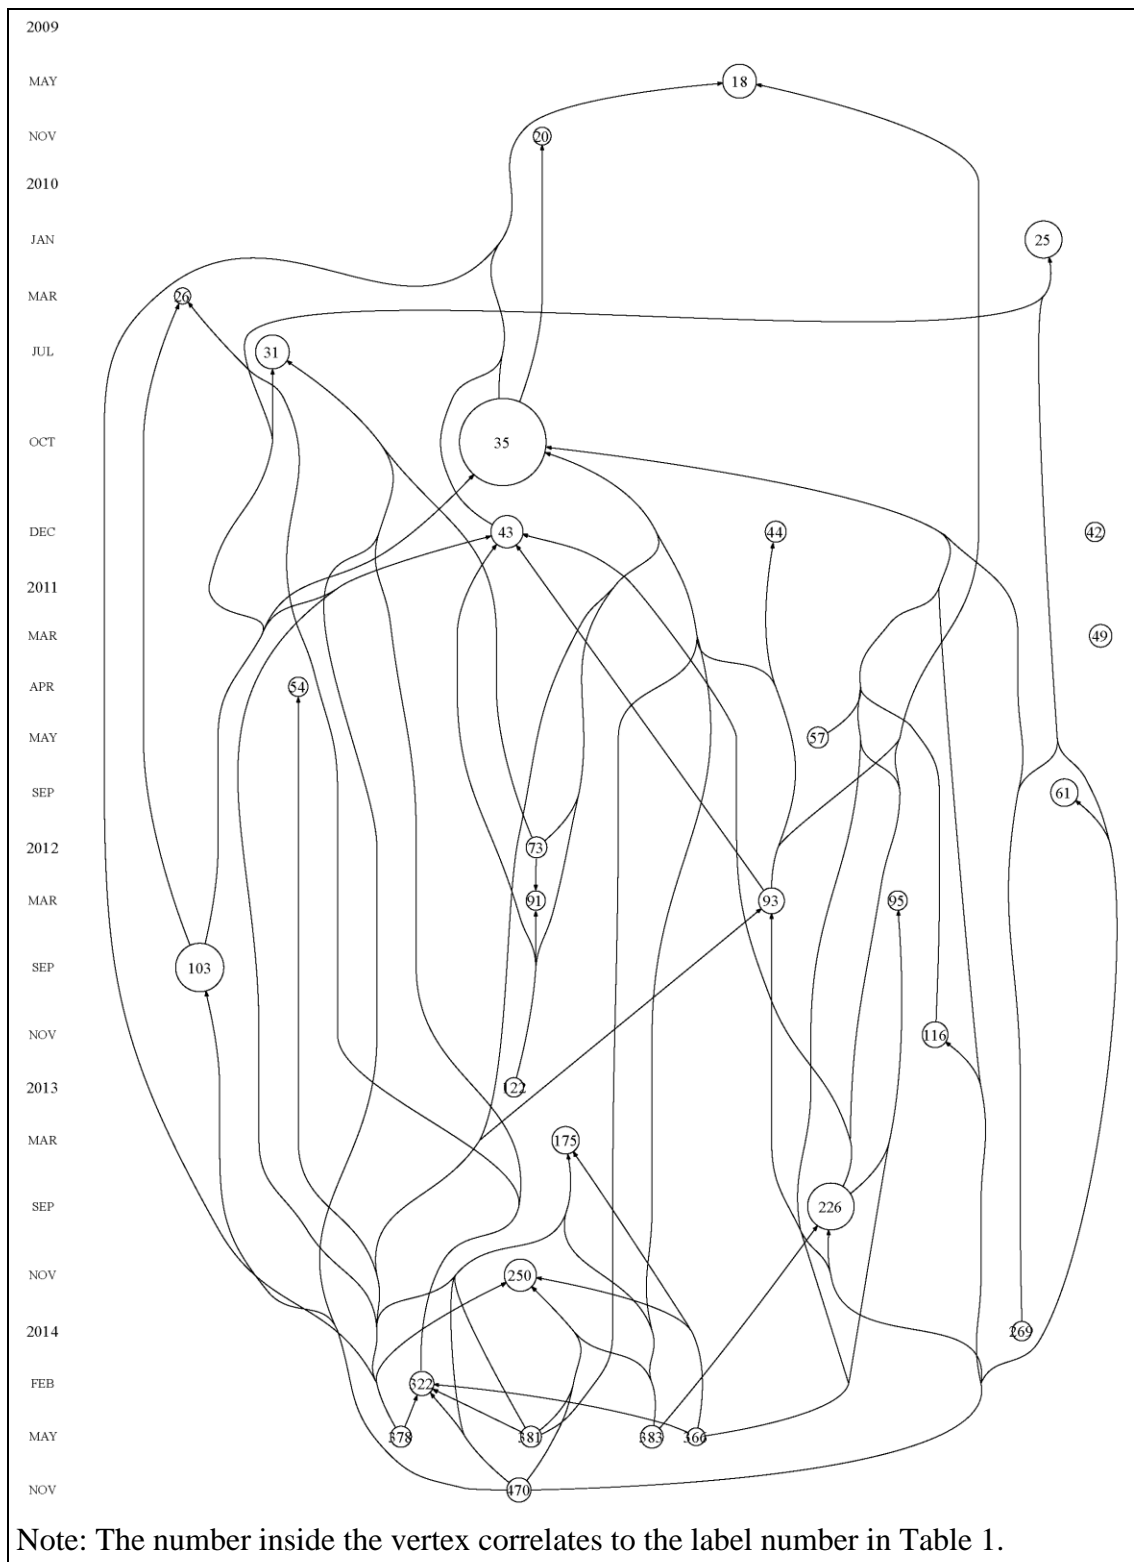 2009
MAY 18
NOV 20
2010
JAN 25
MAR 26
JUL 31
OCT 35
DEC 43 44 42
2011
MAR 49
APR 54
MAY 57
SEP 61
2012 73
MAR 91 93 95
SEP 103
NOV 116
2013 122
MAR 175
SEP 226
NOV 250
2014 269
FEB 322
MAY 378 381 383 366
NOV 470
Note: The number inside the vertex correlates to the label number in Table 1.